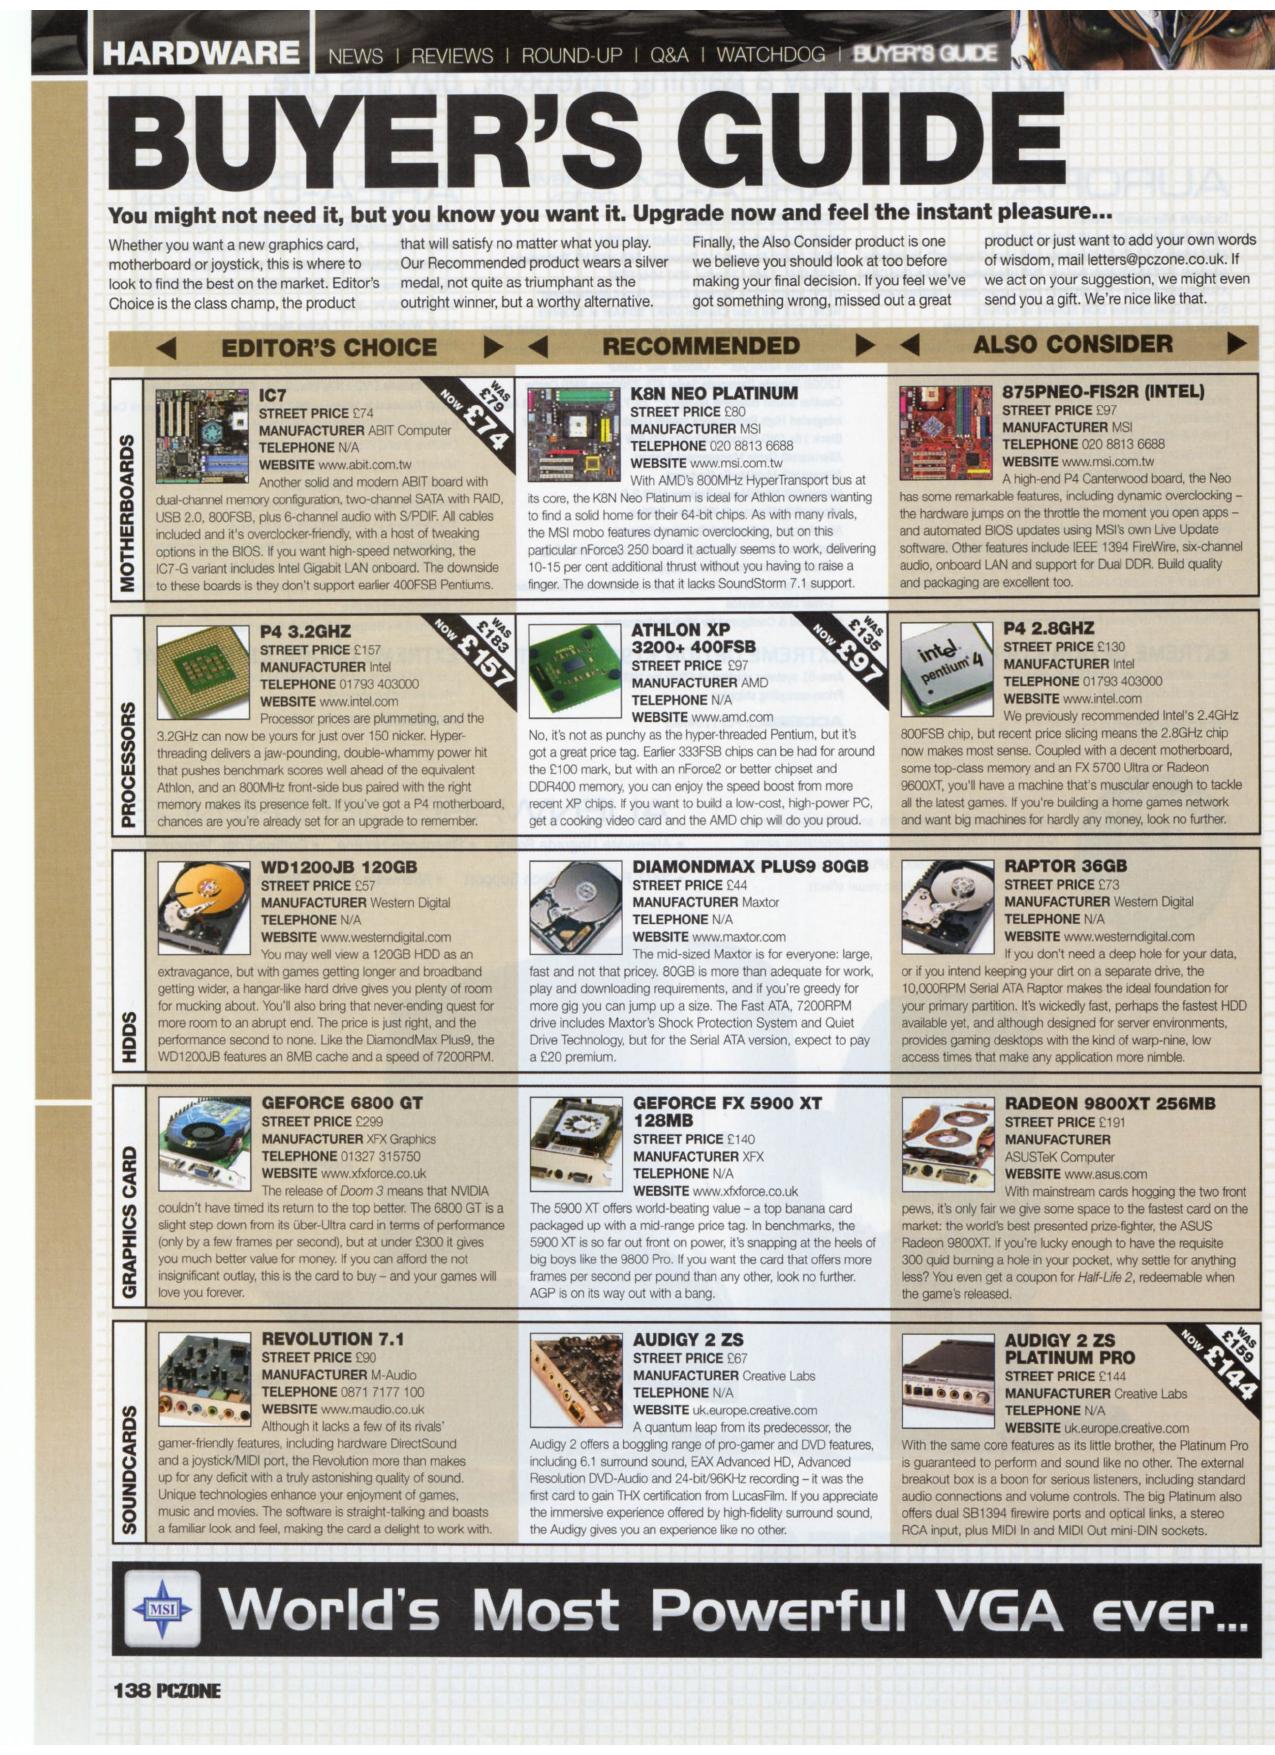 HARDWARE
NEWS | REVIEWS | ROUND-UP | Q&A | WATCHDOG | BUYER'S GUIDE
BUYER'S GUIDE
You might not need it, but you know you want it. Upgrade now and feel the instant pleasure...
Whether you want a new graphics card,
motherboard or joystick, this is where to
look to find the best on the market. Editor's
Choice is the class champ, the product
that will satisfy no matter what you play.
Our Recommended product wears a silver
medal, not quite as triumphant as the
outright winner, but a worthy alternative.
Finally, the Also Consider product is one
we believe you should look at too before
making your final decision. If you feel we've
got something wrong, missed out a great
product or just want to add your own words
of wisdom, mail letters@pczone.co.uk. If
we act on your suggestion, we might even
send you a gift. We're nice like that.
EDITOR'S CHOICE
RECOMMENDED
ALSO CONSIDER
MOTHERBOARDS
IC7
STREET PRICE £74
MANUFACTURER ABIT Computer
TELEPHONE N/A
WEBSITE www.abit.com.tw
Another solid and modern ABIT board with
dual-channel memory configuration, two-channel SATA with RAID,
USB 2.0, 800FSB, plus 6-channel audio with S/PDIF. All cables
included and it's overclocker-friendly, with a host of tweaking
options in the BIOS. If you want high-speed networking, the
IC7-G variant includes Intel Gigabit LAN onboard. The downside
to these boards is they don't support earlier 400FSB Pentiums.
WAS
£79
NOW £74
K8N NEO PLATINUM
STREET PRICE £80
MANUFACTURER MSI
TELEPHONE 020 8813 6688
WEBSITE www.msi.com.tw
With AMD's 800MHz HyperTransport bus at
its core, the K8N Neo Platinum is ideal for Athlon owners wanting
to find a solid home for their 64-bit chips. As with many rivals,
the MSI mobo features dynamic overclocking, but on this
particular nForce3 250 board it actually seems to work, delivering
10-15 per cent additional thrust without you having to raise a
finger. The downside is that it lacks SoundStorm 7.1 support.
875PNEO-FIS2R (INTEL)
STREET PRICE £97
MANUFACTURER MSI
TELEPHONE 020 8813 6688
WEBSITE www.msi.com.tw
A high-end P4 Canterwood board, the Neo
has some remarkable features, including dynamic overclocking –
the hardware jumps on the throttle the moment you open apps –
and automated BIOS updates using MSI's own Live Update
software. Other features include IEEE 1394 FireWire, six-channel
audio, onboard LAN and support for Dual DDR. Build quality
and packaging are excellent too.
PROCESSORS
P4 3.2GHZ
STREET PRICE £157
MANUFACTURER Intel
TELEPHONE 01793 403000
WEBSITE www.intel.com
Processor prices are plummeting, and the
3.2GHz can now be yours for just over 150 nicker. Hyper-
threading delivers a jaw-pounding, double-whammy power hit
that pushes benchmark scores well ahead of the equivalent
Athlon, and an 800MHz front-side bus paired with the right
memory makes its presence felt. If you've got a P4 motherboard,
chances are you're already set for an upgrade to remember.
WAS
£183
NOW £157
ATHLON XP
3200+ 400FSB
STREET PRICE £97
MANUFACTURER AMD
TELEPHONE N/A
WEBSITE www.amd.com
No, it's not as punchy as the hyper-threaded Pentium, but it's
got a great price tag. Earlier 333FSB chips can be had for around
the £100 mark, but with an nForce2 or better chipset and
DDR400 memory, you can enjoy the speed boost from more
recent XP chips. If you want to build a low-cost, high-power PC,
get a cooking video card and the AMD chip will do you proud.
WAS
£135
NOW £97
intel
pentium 4
P4 2.8GHZ
STREET PRICE £130
MANUFACTURER Intel
TELEPHONE 01793 403000
WEBSITE www.intel.com
We previously recommended Intel's 2.4GHz
800FSB chip, but recent price slicing means the 2.8GHz chip
now makes most sense. Coupled with a decent motherboard,
some top-class memory and an FX 5700 Ultra or Radeon
9600XT, you'll have a machine that's muscular enough to tackle
all the latest games. If you're building a home games network
and want big machines for hardly any money, look no further.
HDDS
WD1200JB 120GB
STREET PRICE £57
MANUFACTURER Western Digital
TELEPHONE N/A
WEBSITE www.westerndigital.com
You may well view a 120GB HDD as an
extravagance, but with games getting longer and broadband
getting wider, a hangar-like hard drive gives you plenty of room
for mucking about. You'll also bring that never-ending quest for
more room to an abrupt end. The price is just right, and the
performance second to none. Like the DiamondMax Plus9, the
WD1200JB features an 8MB cache and a speed of 7200RPM.
DIAMONDMAX PLUS9 80GB
STREET PRICE £44
MANUFACTURER Maxtor
TELEPHONE N/A
WEBSITE www.maxtor.com
The mid-sized Maxtor is for everyone: large,
fast and not that pricey. 80GB is more than adequate for work,
play and downloading requirements, and if you're greedy for
more gig you can jump up a size. The Fast ATA, 7200RPM
drive includes Maxtor's Shock Protection System and Quiet
Drive Technology, but for the Serial ATA version, expect to pay
a £20 premium.
RAPTOR 36GB
STREET PRICE £73
MANUFACTURER Western Digital
TELEPHONE N/A
WEBSITE www.westerndigital.com
If you don't need a deep hole for your data,
or if you intend keeping your dirt on a separate drive, the
10,000RPM Serial ATA Raptor makes the ideal foundation for
your primary partition. It's wickedly fast, perhaps the fastest HDD
available yet, and although designed for server environments,
provides gaming desktops with the kind of warp-nine, low
access times that make any application more nimble.
GRAPHICS CARD
GEFORCE 6800 GT
STREET PRICE £299
MANUFACTURER XFX Graphics
TELEPHONE 01327 315750
WEBSITE www.xfxforce.co.uk
The release of Doom 3 means that NVIDIA
couldn't have timed its return to the top better. The 6800 GT is a
slight step down from its über-Ultra card in terms of performance
(only by a few frames per second), but at under £300 it gives
you much better value for money. If you can afford the not
insignificant outlay, this is the card to buy – and your games will
love you forever.
GEFORCE FX 5900 XT
128MB
STREET PRICE £140
MANUFACTURER XFX
TELEPHONE N/A
WEBSITE www.xfxforce.co.uk
The 5900 XT offers world-beating value – a top banana card
packaged up with a mid-range price tag. In benchmarks, the
5900 XT is so far out front on power, it's snapping at the heels of
big boys like the 9800 Pro. If you want the card that offers more
frames per second per pound than any other, look no further.
AGP is on its way out with a bang.
RADEON 9800XT 256MB
STREET PRICE £191
MANUFACTURER
ASUSTeK Computer
WEBSITE www.asus.com
With mainstream cards hogging the two front
pews, it's only fair we give some space to the fastest card on the
market: the world's best presented prize-fighter, the ASUS
Radeon 9800XT. If you're lucky enough to have the requisite
300 quid burning a hole in your pocket, why settle for anything
less? You even get a coupon for Half-Life 2, redeemable when
the game's released.
SOUNDCARDS
REVOLUTION 7.1
STREET PRICE £90
MANUFACTURER M-Audio
TELEPHONE 0871 7177 100
WEBSITE www.maudio.co.uk
Although it lacks a few of its rivals'
gamer-friendly features, including hardware DirectSound
and a joystick/MIDI port, the Revolution more than makes
up for any deficit with a truly astonishing quality of sound.
Unique technologies enhance your enjoyment of games,
music and movies. The software is straight-talking and boasts
a familiar look and feel, making the card a delight to work with.
AUDIGY 2 ZS
STREET PRICE £67
MANUFACTURER Creative Labs
TELEPHONE N/A
WEBSITE uk.europe.creative.com
A quantum leap from its predecessor, the
Audigy 2 offers a boggling range of pro-gamer and DVD features,
including 6.1 surround sound, EAX Advanced HD, Advanced
Resolution DVD-Audio and 24-bit/96KHz recording – it was the
first card to gain THX certification from LucasFilm. If you appreciate
the immersive experience offered by high-fidelity surround sound,
the Audigy gives you an experience like no other.
AUDIGY 2 ZS
PLATINUM PRO
STREET PRICE £144
MANUFACTURER Creative Labs
TELEPHONE N/A
WEBSITE uk.europe.creative.com
With the same core features as its little brother, the Platinum Pro
is guaranteed to perform and sound like no other. The external
breakout box is a boon for serious listeners, including standard
audio connections and volume controls. The big Platinum also
offers dual SB1394 firewire ports and optical links, a stereo
RCA input, plus MIDI In and MIDI Out mini-DIN sockets.
WAS
£159
NOW £144
MSI
World's Most Powerful VGA ever...
138 PCZONE